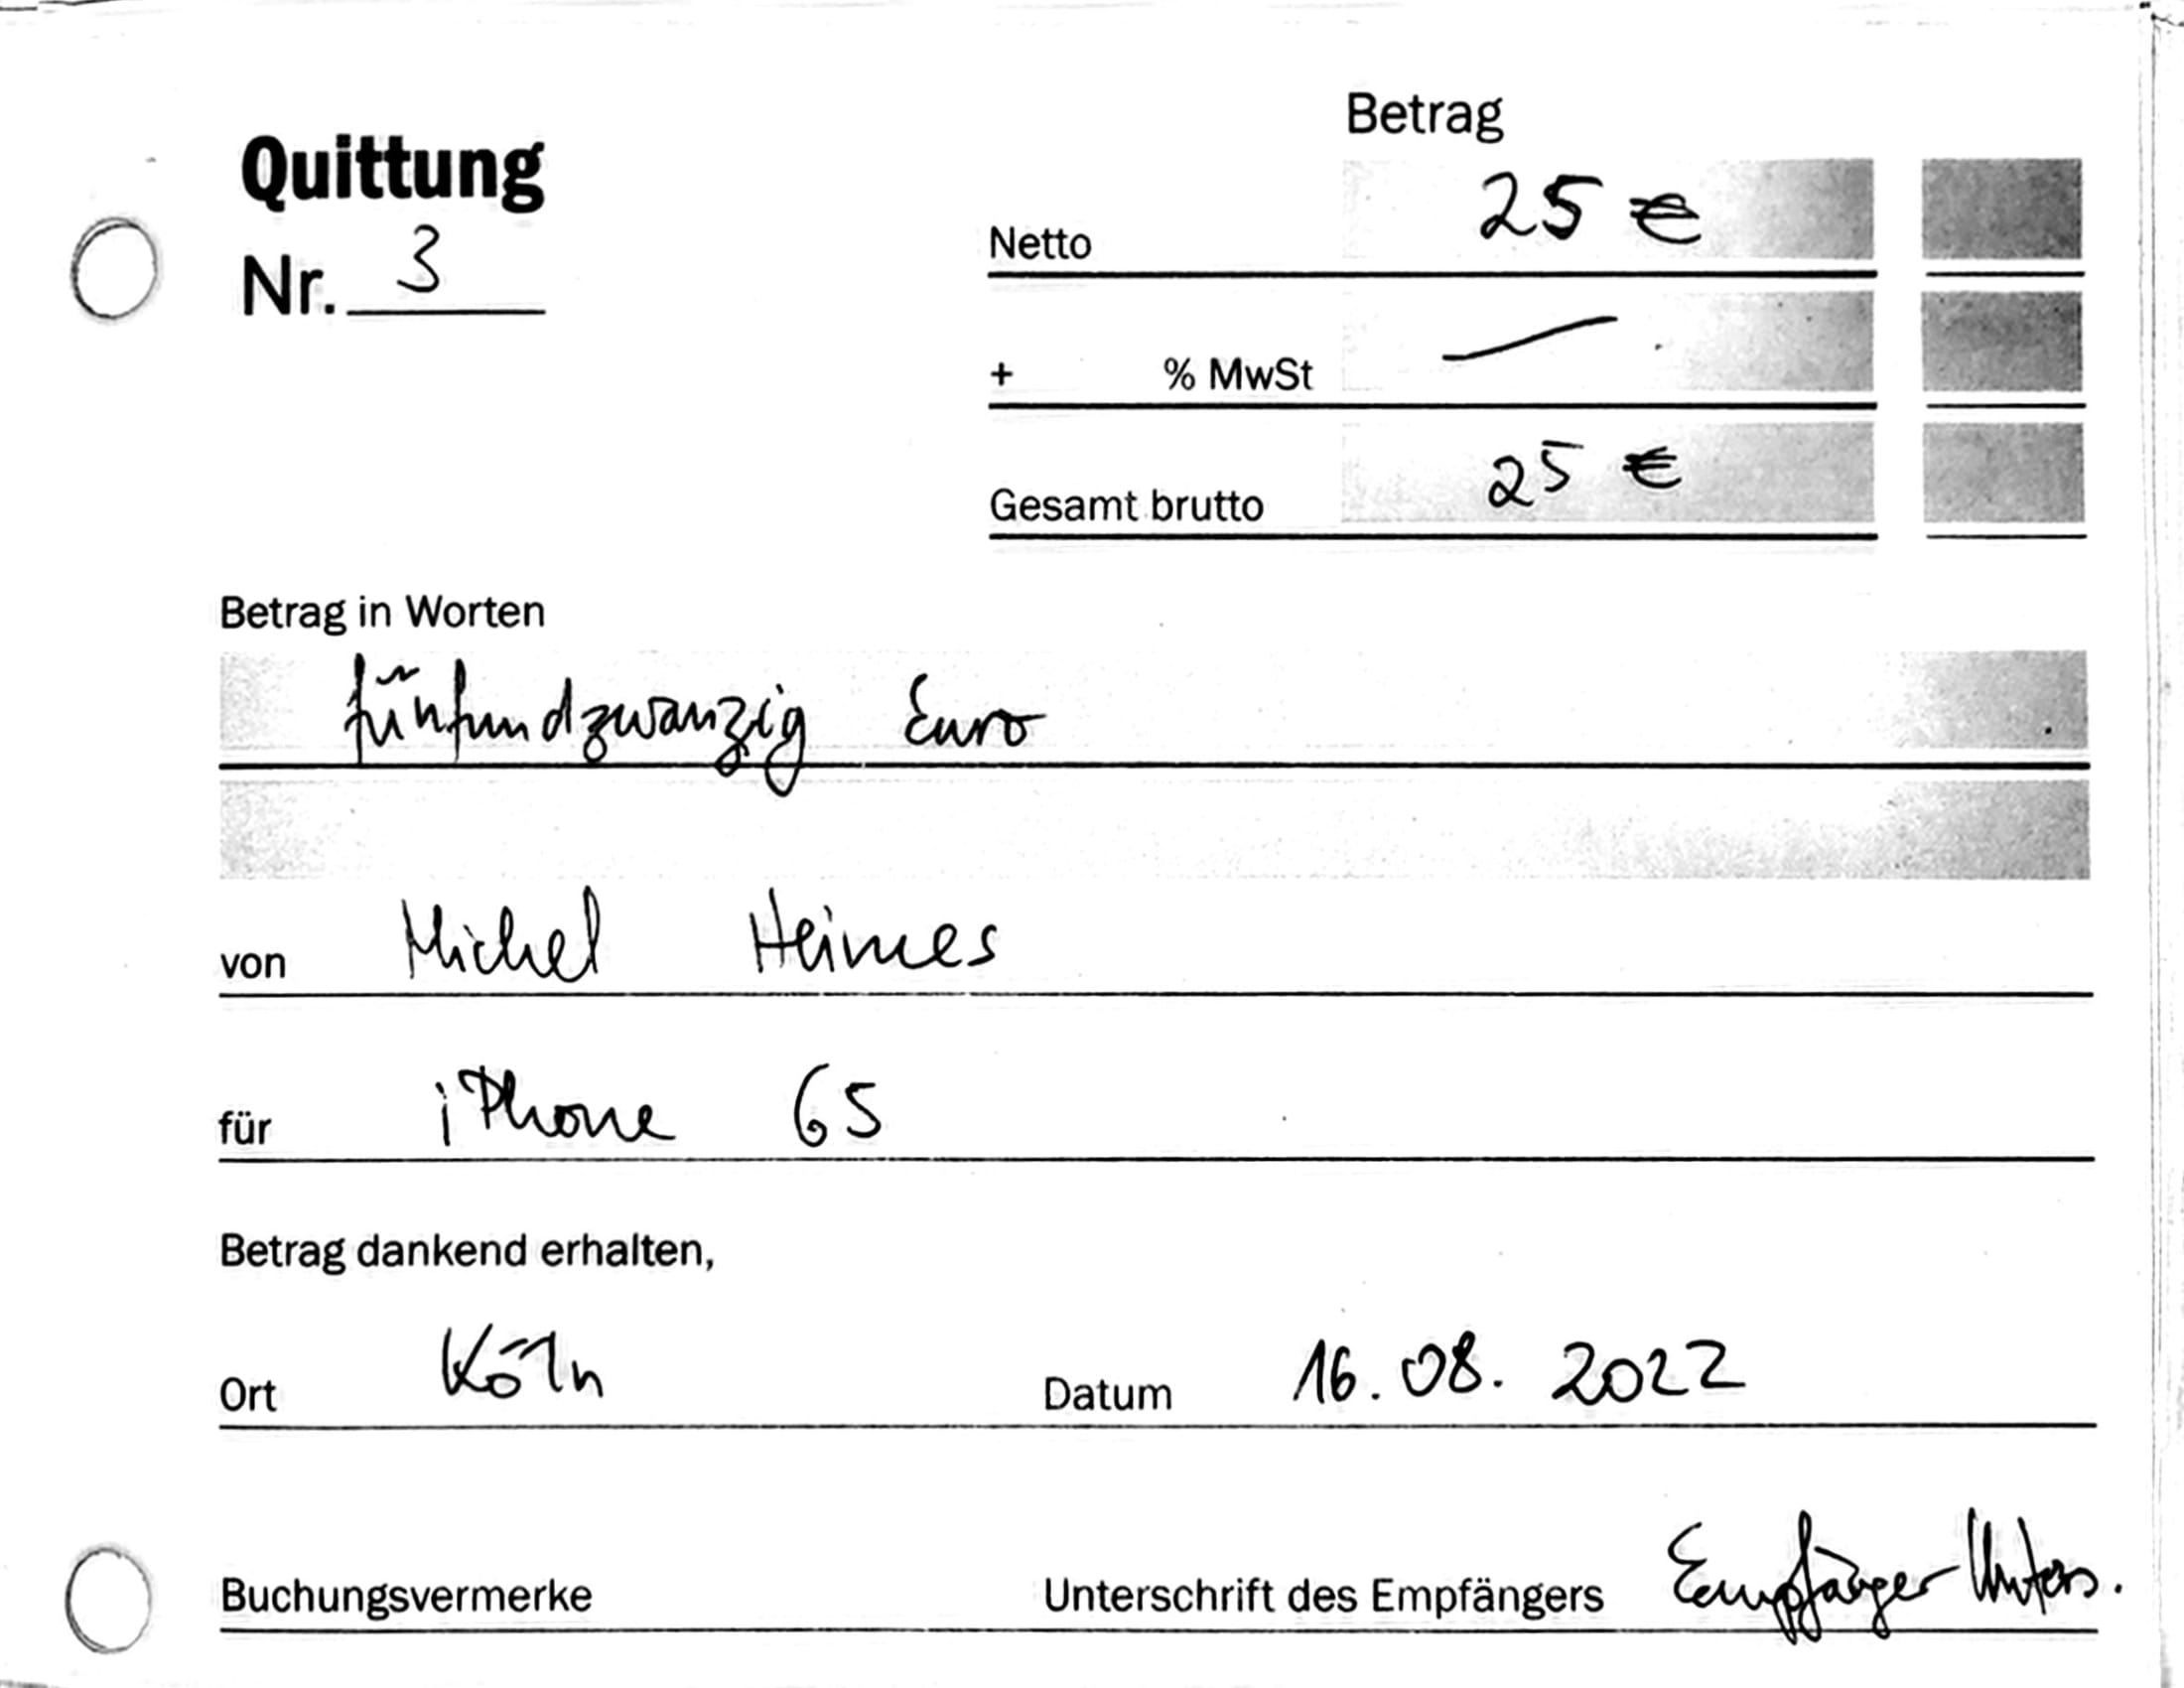 Betrag
Quittung
Nr. 3
Netto 25 €
+ % MwSt —
Gesamt brutto 25 €
Betrag in Worten
fünfundzwanzig Euro
von Michel Heimes
für iPhone 6S
Betrag dankend erhalten,
Ort Köln Datum 16.08.2022
Buchungsvermerke Unterschrift des Empfängers Empfänger Unters.